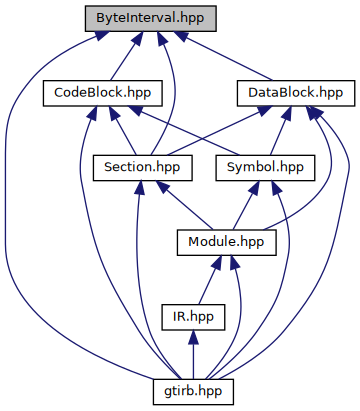 ByteInterval.hpp
CodeBlock.hpp
DataBlock.hpp
Section.hpp
Symbol.hpp
Module.hpp
IR.hpp
gtirb.hpp